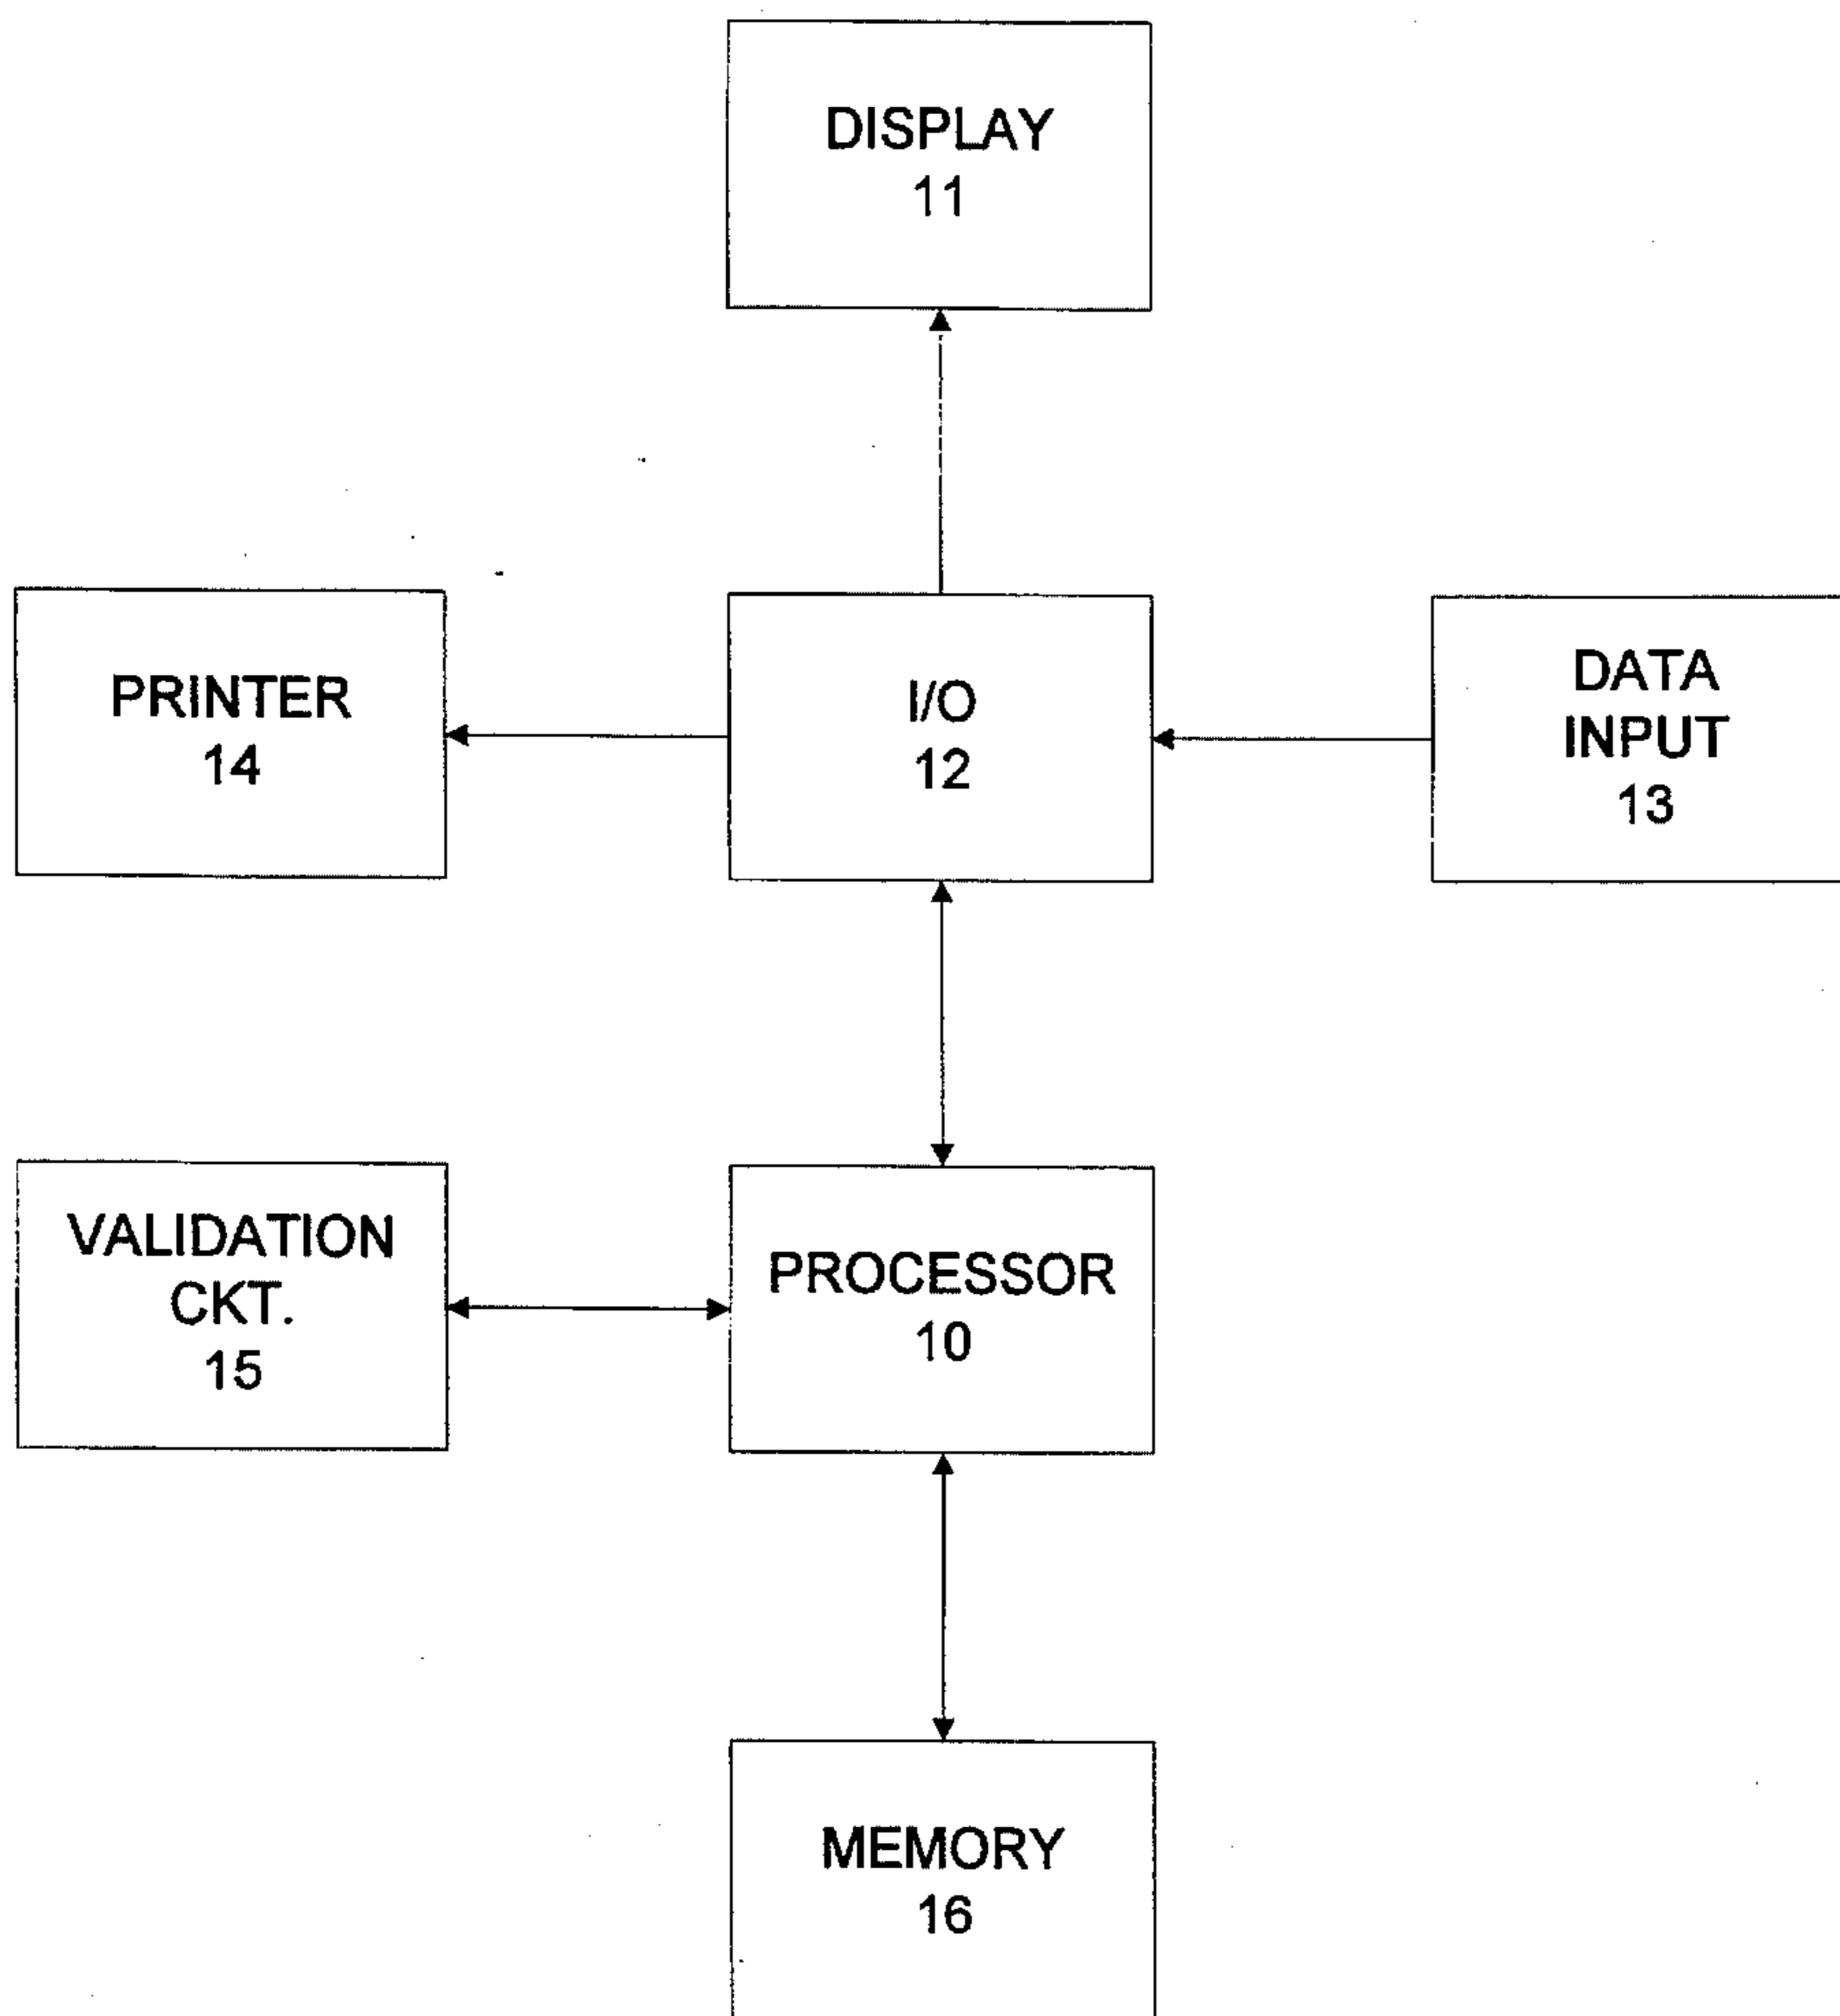 DISPLAY
11
PRINTER
14
I/O
12
DATA
INPUT
13
VALIDATION
CKT.
15
PROCESSOR
10
MEMORY
16